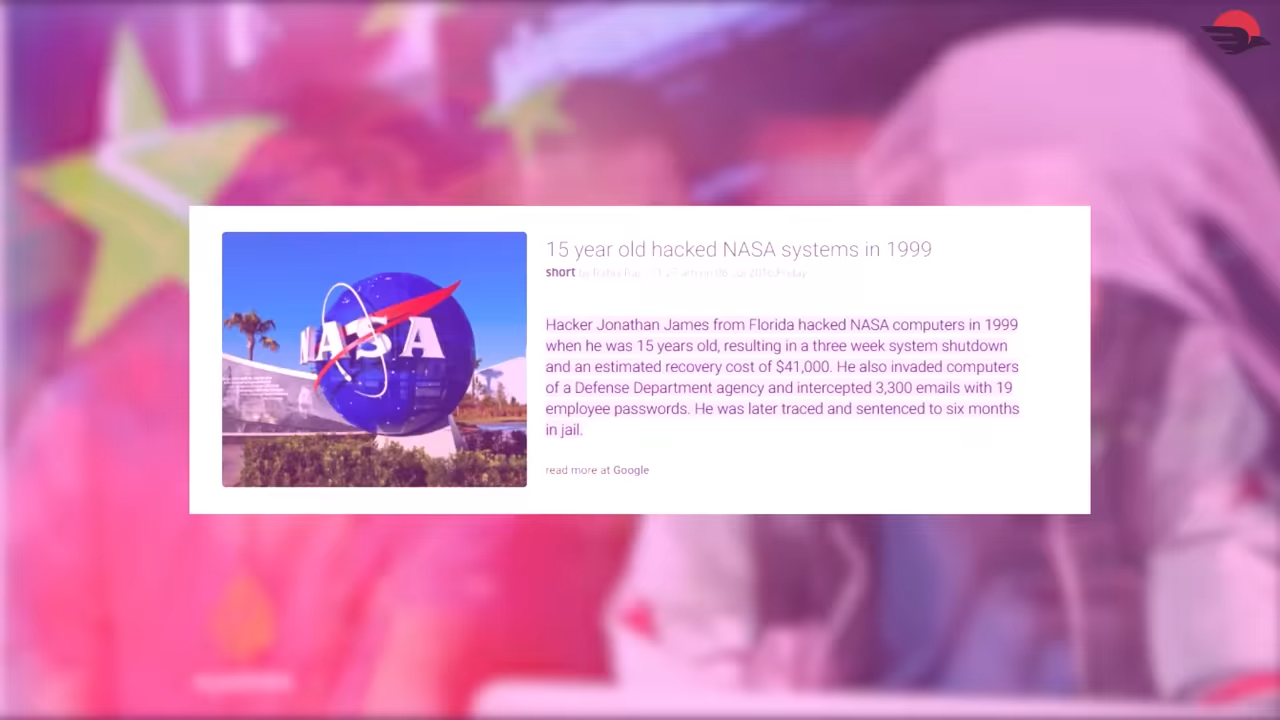 NASA
15 year old hacked NASA systems in 1999
short by
Hacker Jonathan James from Florida hacked NASA computers in 1999
when he was 15 years old, resulting in a three week system shutdown
and an estimated recovery cost of $41,000. He also invaded computers
of a Defense Department agency and intercepted 3,300 emails with 19
employee passwords. He was later traced and sentenced to six months
in jail.
read more at Google